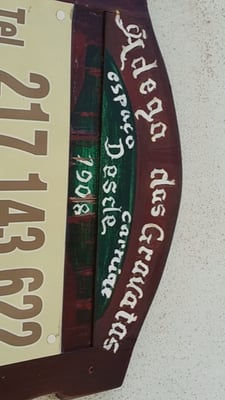 Adega das Gravatas
espaço carnide
Desde
1908
Tel
217 143 622